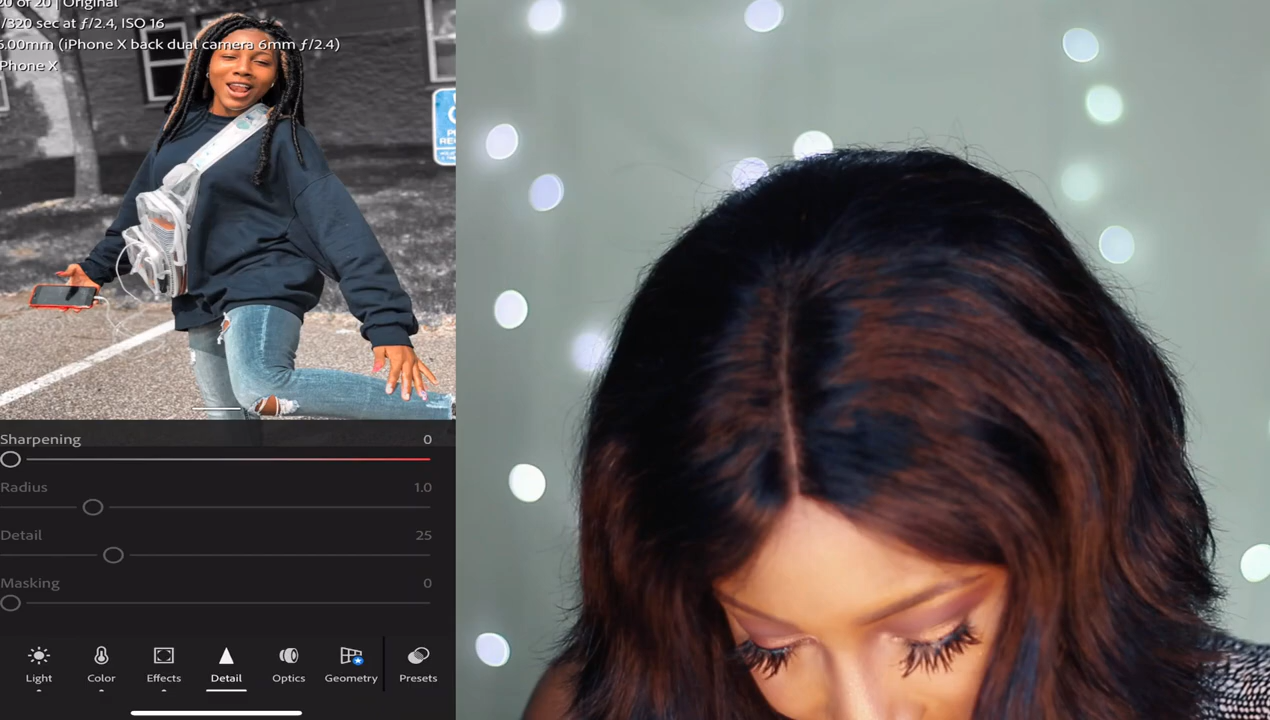 20 of 20 | Original
/320 sec at ƒ/2.4, ISO 16
6.00mm (iPhone X back dual camera 6mm ƒ/2.4)
Phone X
Sharpening 0
Radius 1.0
Detail 25
Masking 0
Light Color Effects Detail Optics Geometry Presets